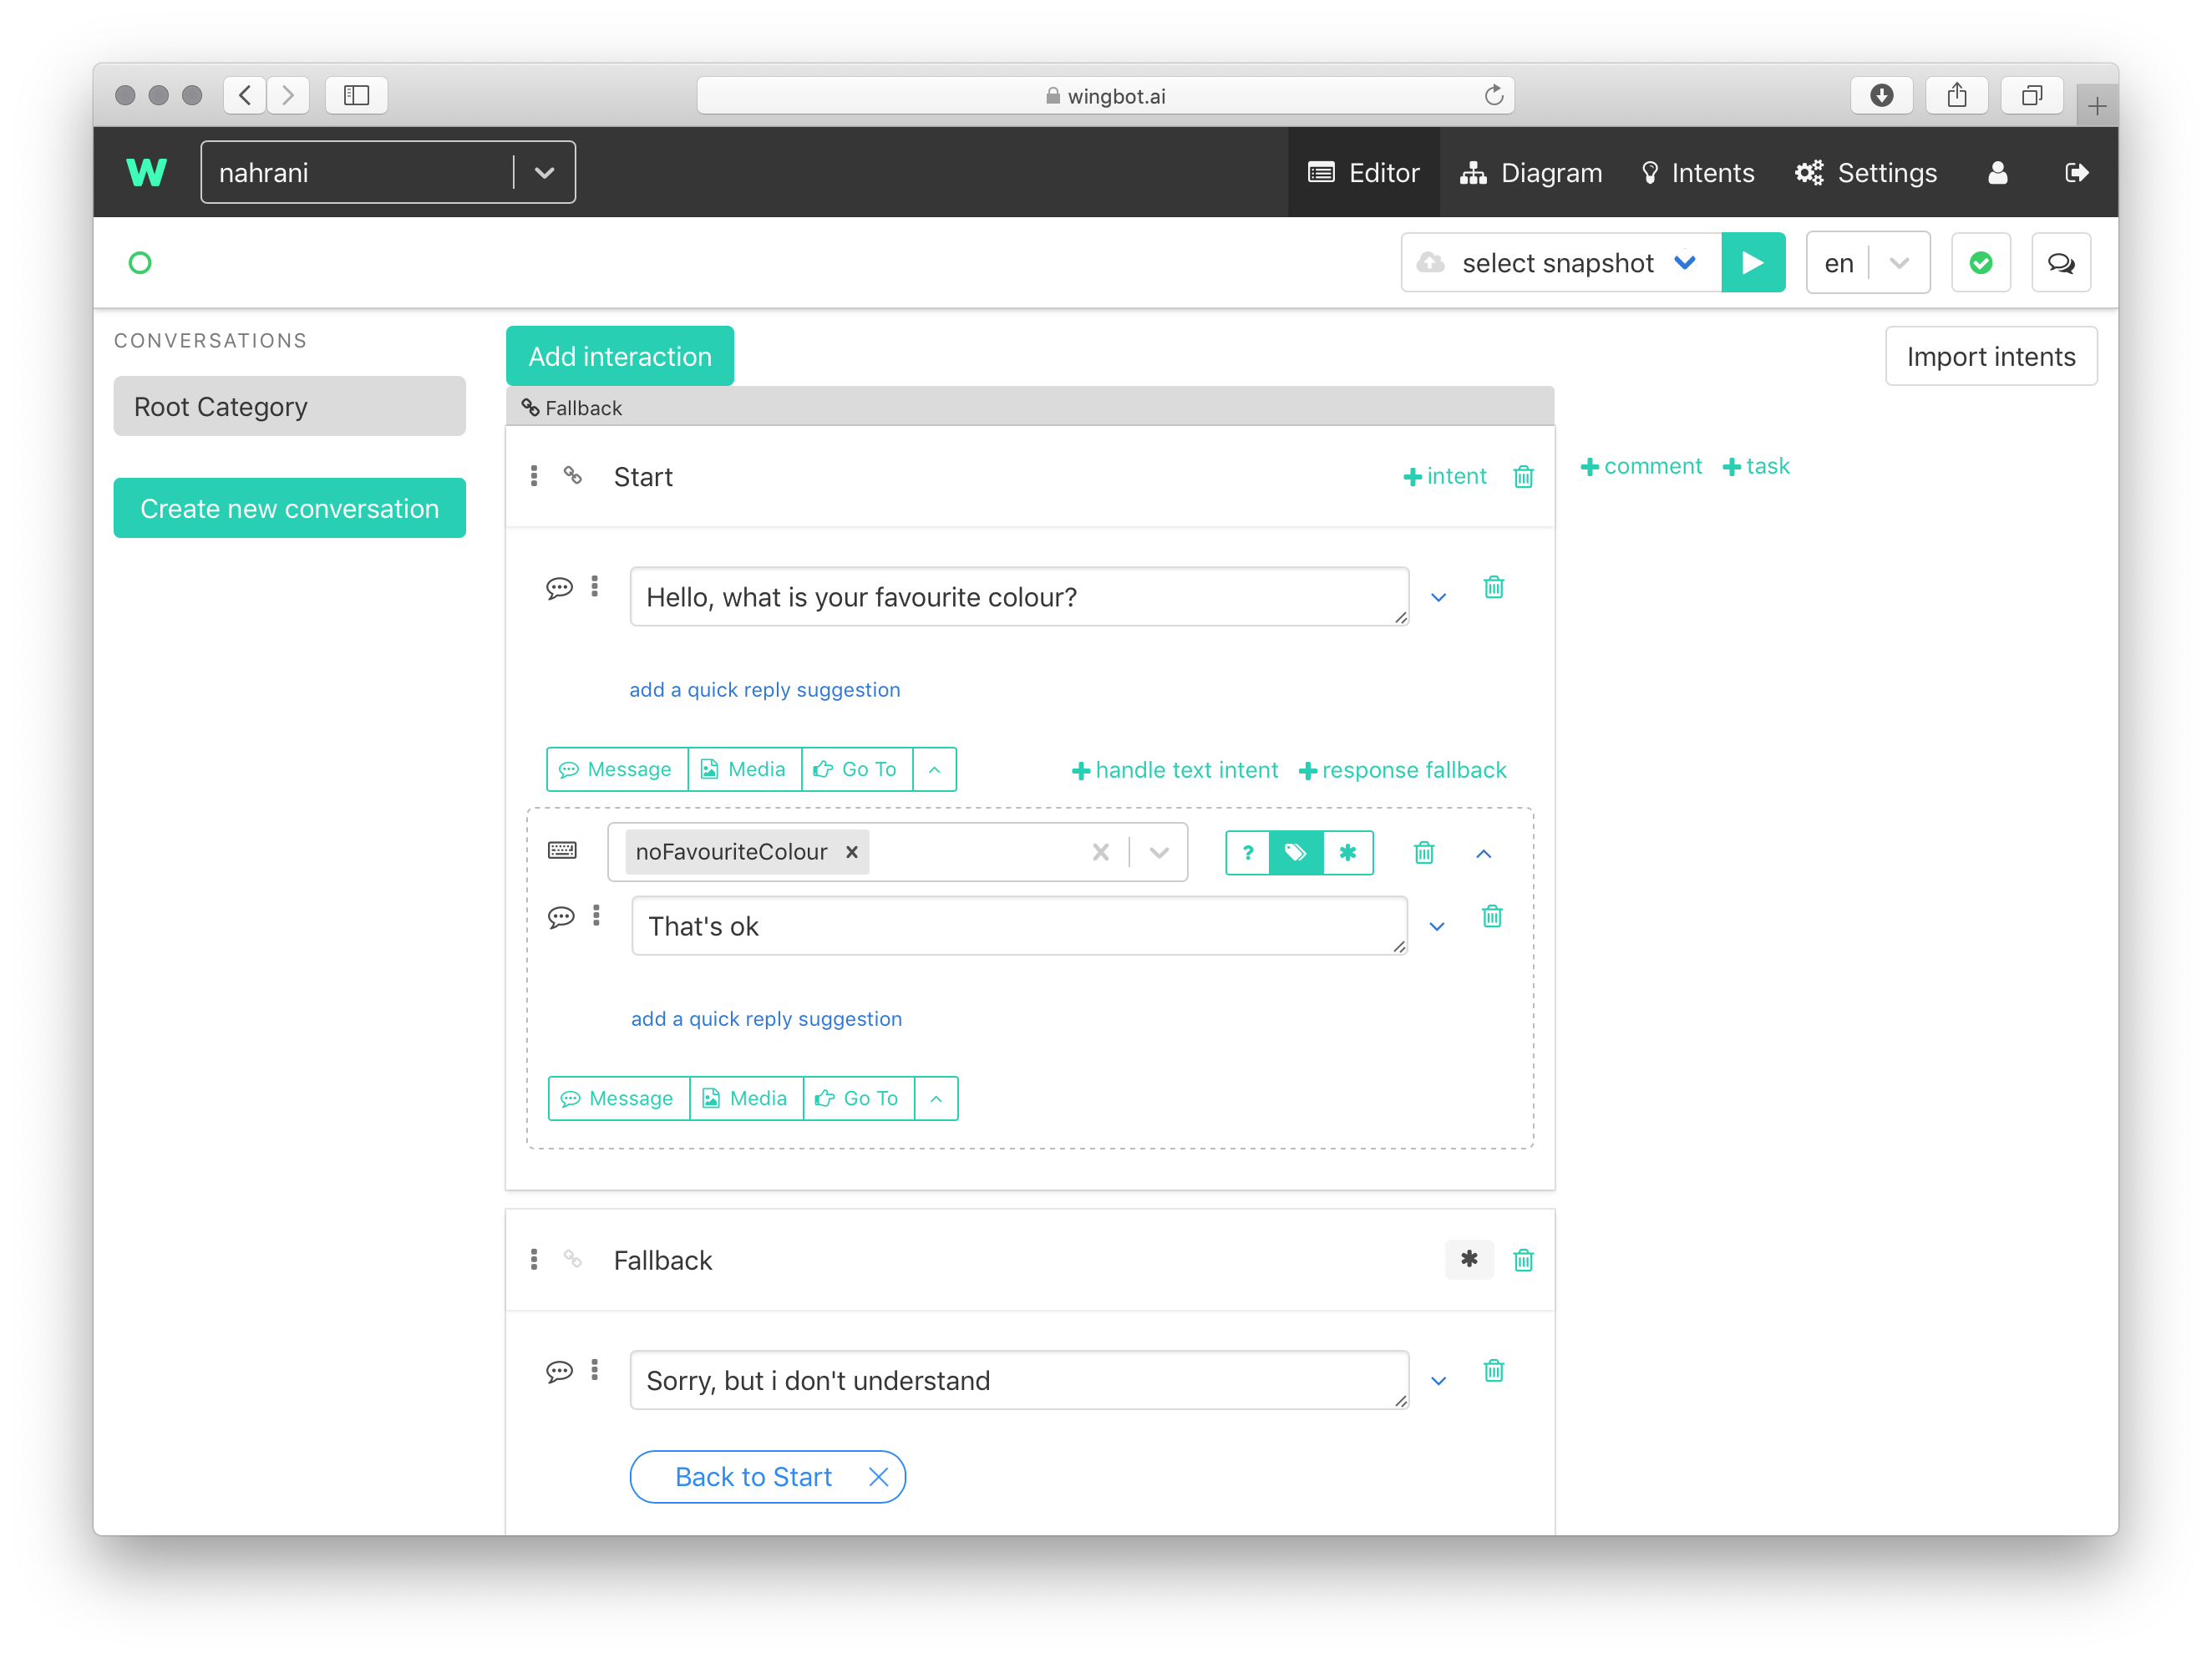 wingbot.ai
W nahrani Editor Diagram Intents Settings
select snapshot en
CONVERSATIONS
Root Category
Create new conversation
Add interaction Import intents
Fallback
Start + intent
+ comment + task
Hello, what is your favourite colour?
add a quick reply suggestion
Message Media Go To + handle text intent + response fallback
noFavouriteColour × ? *
That's ok
add a quick reply suggestion
Message Media Go To
Fallback *
Sorry, but i don't understand
Back to Start